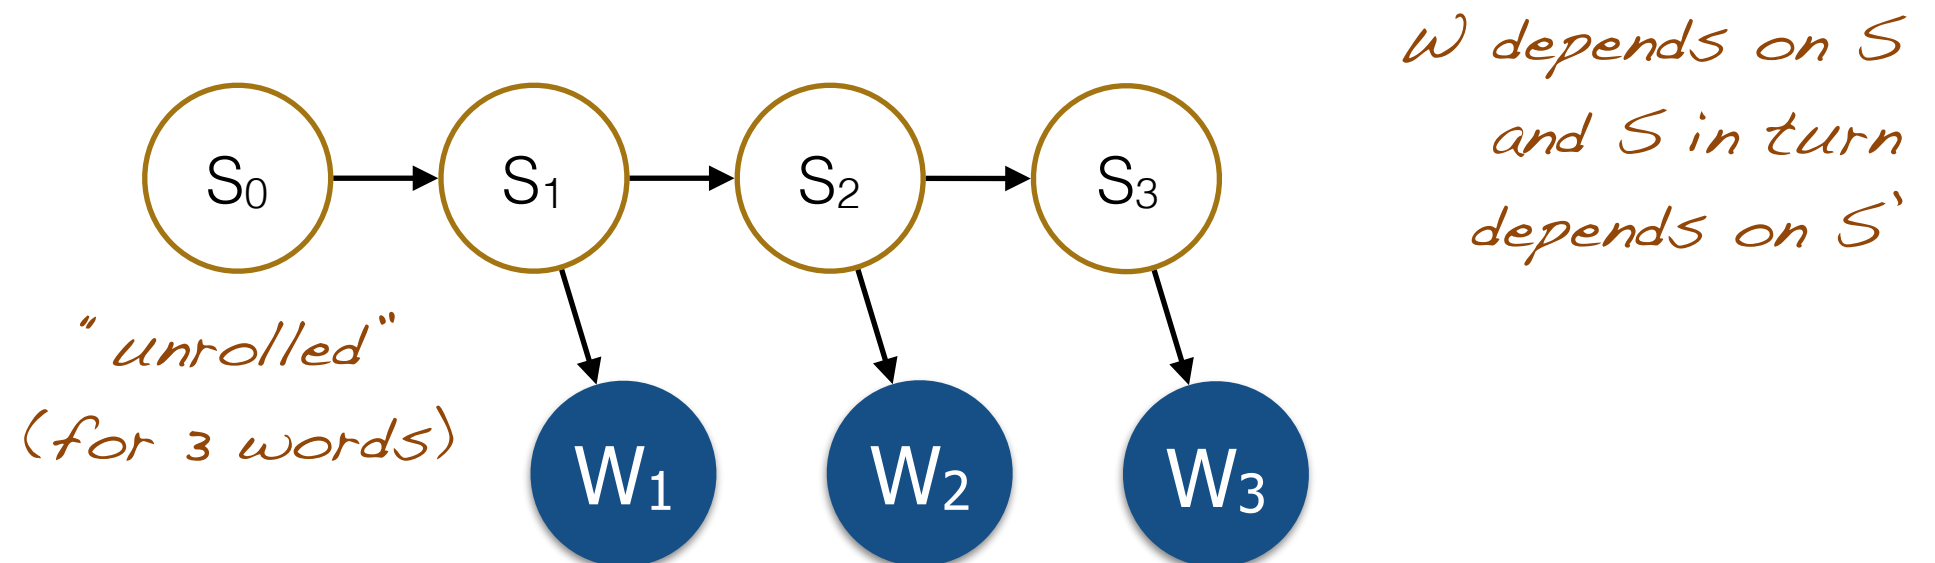 W depends on S
and S in turn
depends on S'
S₀
S₁
S₂
S₃
"unrolled"
(for 3 words)
W₁
W₂
W₃